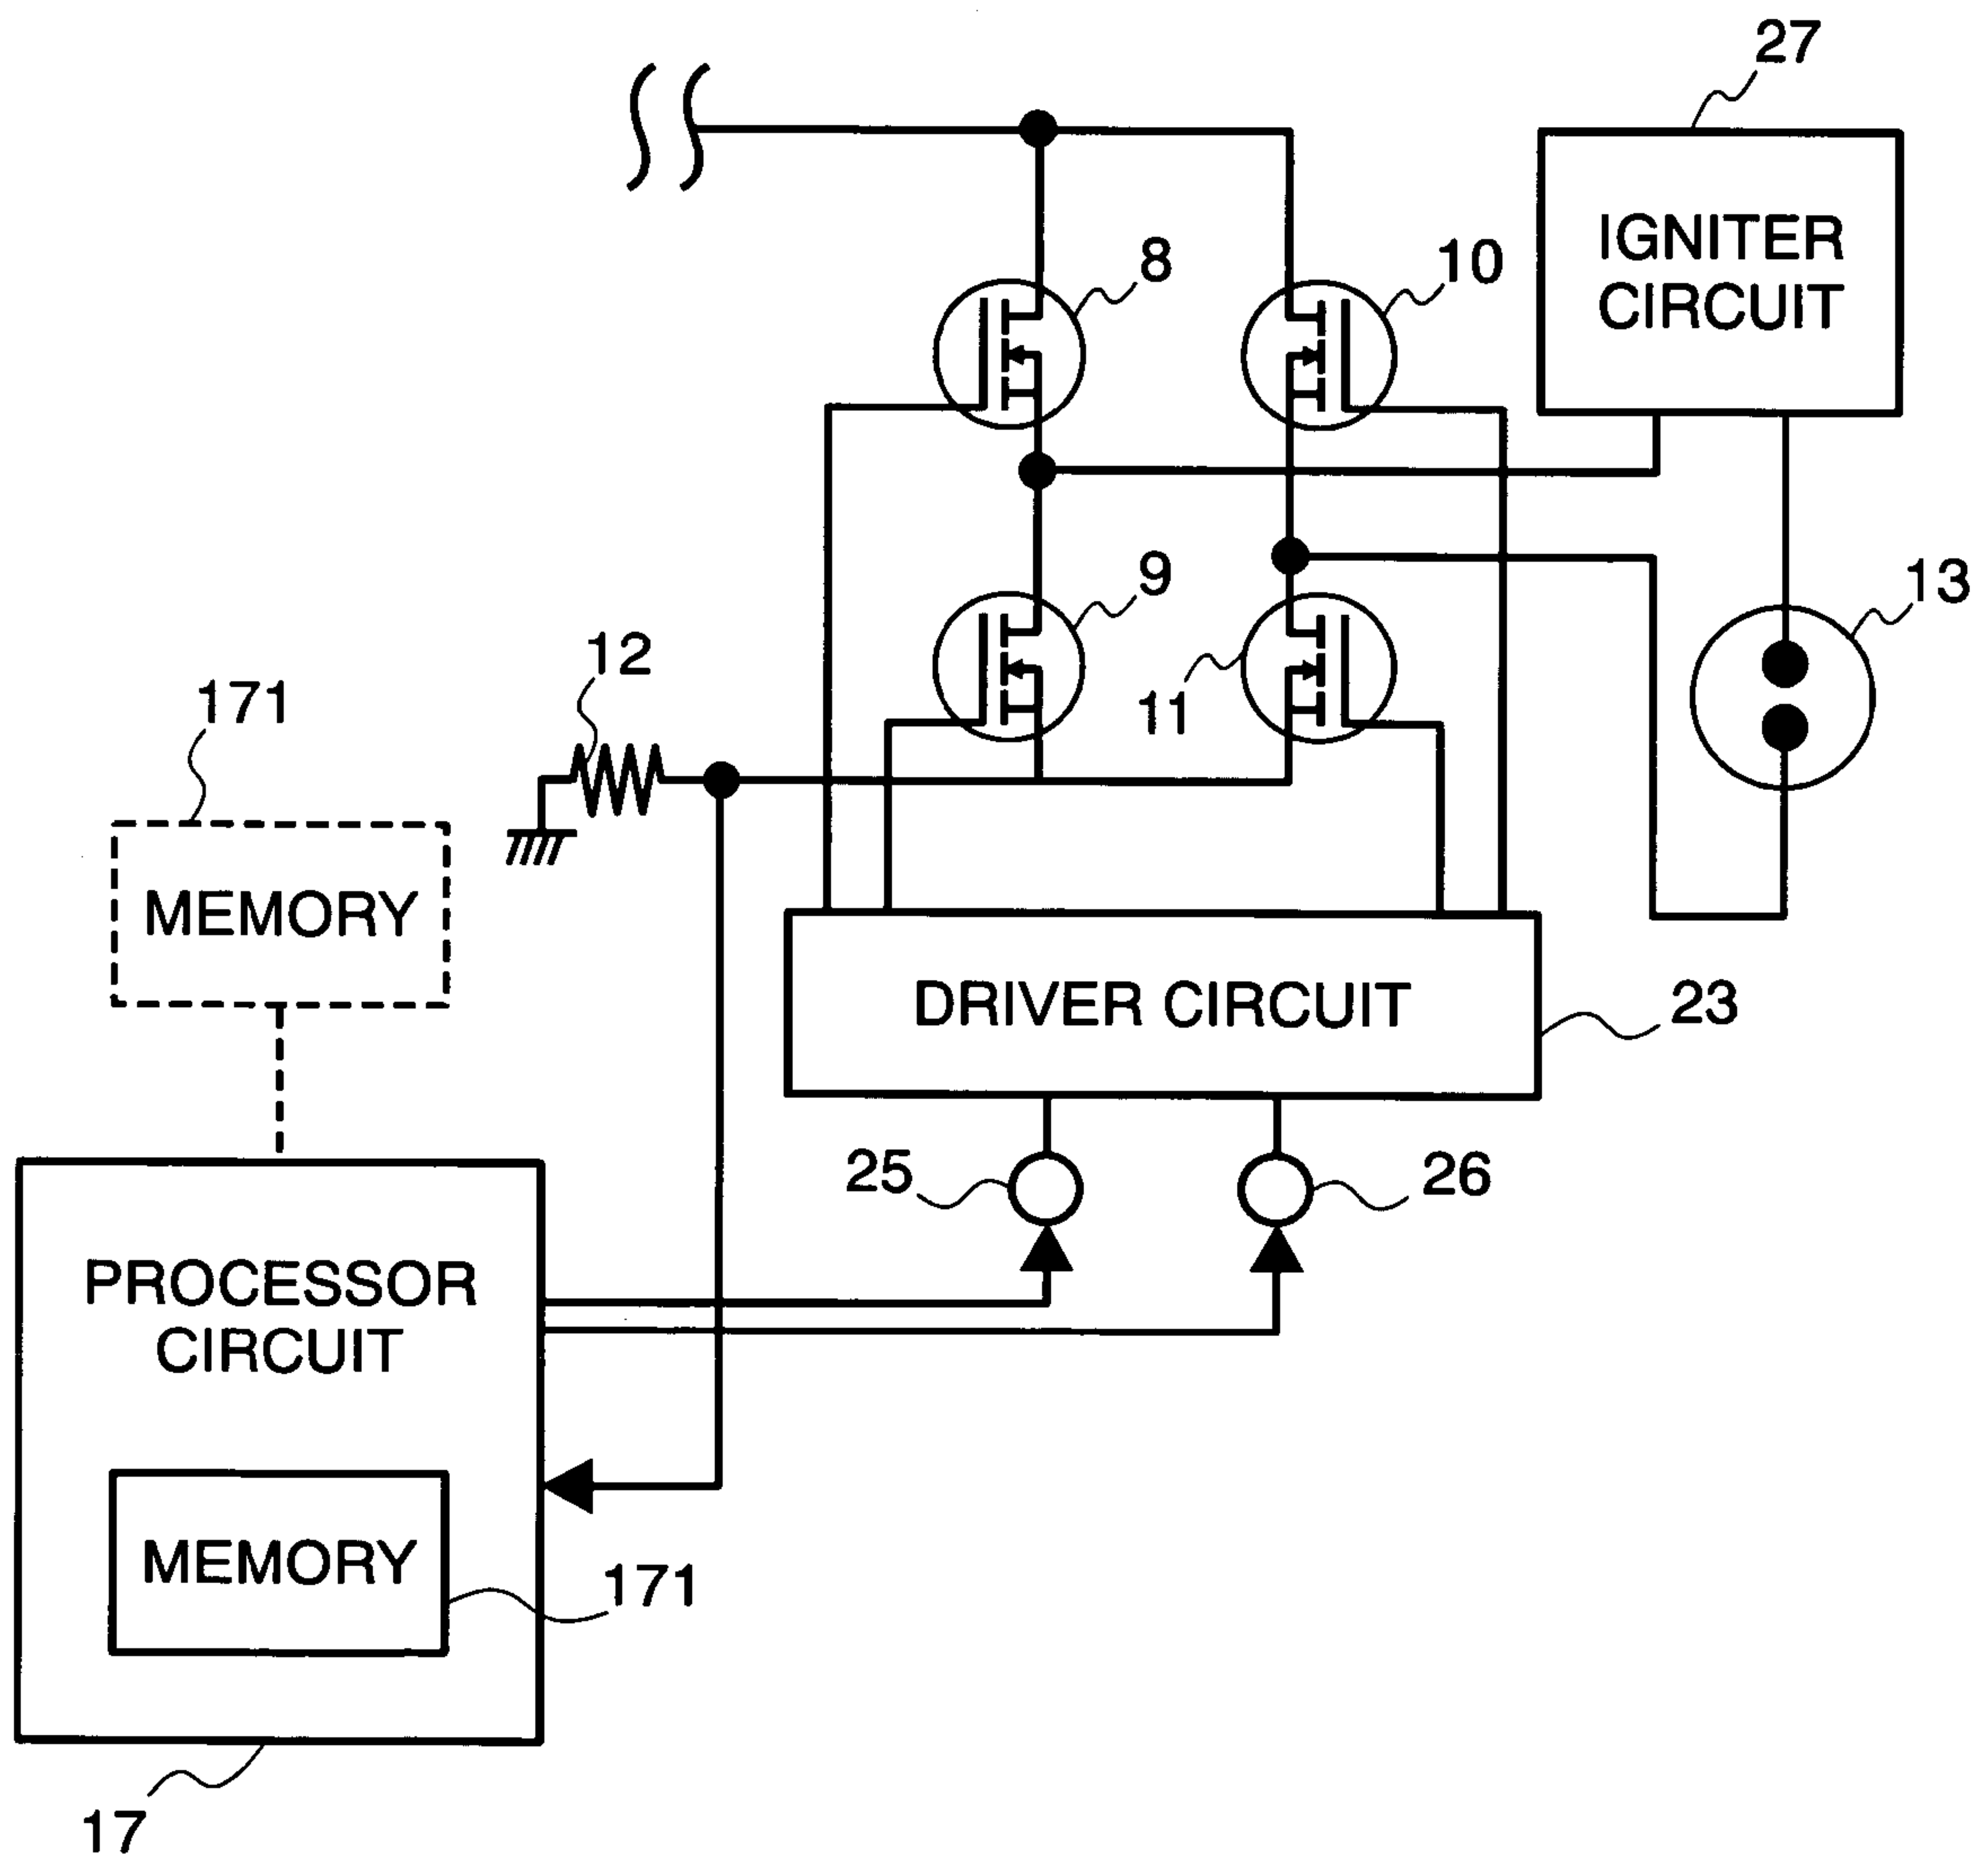 27
IGNITER
CIRCUIT
8
10
9
13
12
11
171
MEMORY
DRIVER CIRCUIT
23
25
26
PROCESSOR
CIRCUIT
MEMORY
171
17